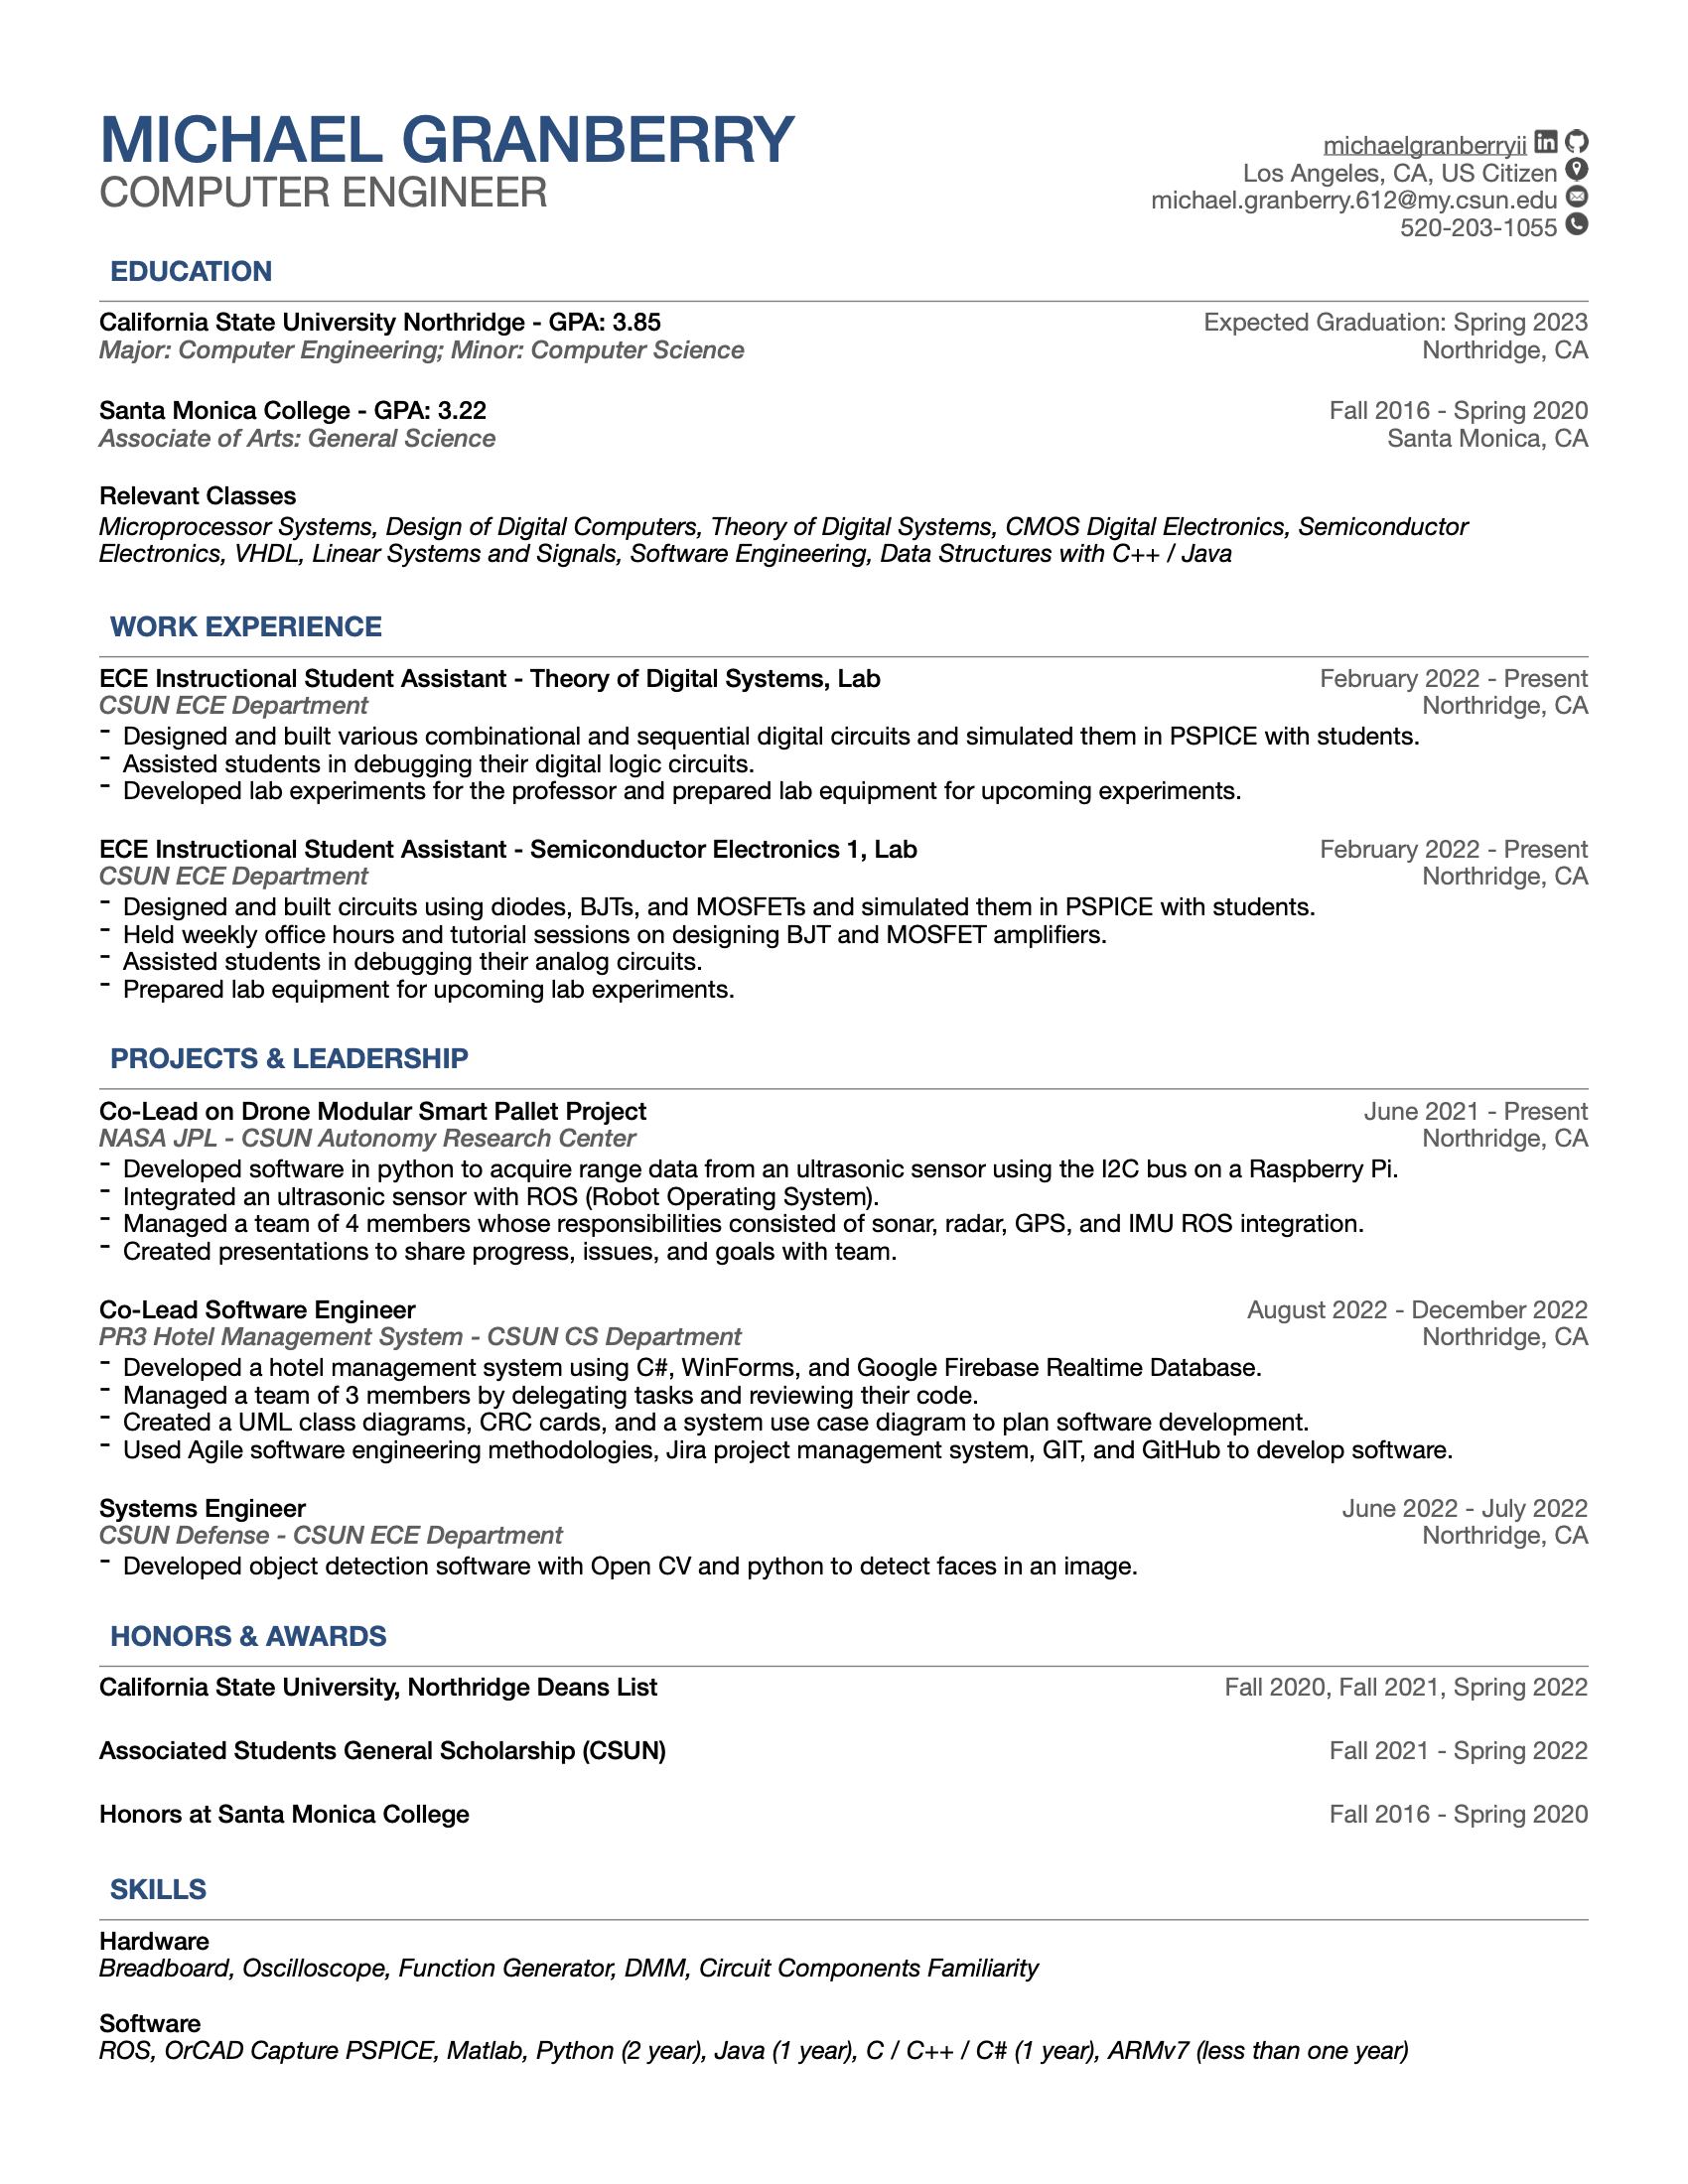 MICHAEL GRANBERRY
COMPUTER ENGINEER
michaelgranberryii
Los Angeles, CA, US Citizen
michael.granberry.612@my.csun.edu
520-203-1055
EDUCATION
California State University Northridge - GPA: 3.85 Expected Graduation: Spring 2023
Major: Computer Engineering; Minor: Computer Science Northridge, CA
Santa Monica College - GPA: 3.22 Fall 2016 - Spring 2020
Associate of Arts: General Science Santa Monica, CA
Relevant Classes
Microprocessor Systems, Design of Digital Computers, Theory of Digital Systems, CMOS Digital Electronics, Semiconductor
Electronics, VHDL, Linear Systems and Signals, Software Engineering, Data Structures with C++ / Java
WORK EXPERIENCE
ECE Instructional Student Assistant - Theory of Digital Systems, Lab February 2022 - Present
CSUN ECE Department Northridge, CA
- Designed and built various combinational and sequential digital circuits and simulated them in PSPICE with students.
- Assisted students in debugging their digital logic circuits.
- Developed lab experiments for the professor and prepared lab equipment for upcoming experiments.
ECE Instructional Student Assistant - Semiconductor Electronics 1, Lab February 2022 - Present
CSUN ECE Department Northridge, CA
- Designed and built circuits using diodes, BJTs, and MOSFETs and simulated them in PSPICE with students.
- Held weekly office hours and tutorial sessions on designing BJT and MOSFET amplifiers.
- Assisted students in debugging their analog circuits.
- Prepared lab equipment for upcoming lab experiments.
PROJECTS & LEADERSHIP
Co-Lead on Drone Modular Smart Pallet Project June 2021 - Present
NASA JPL - CSUN Autonomy Research Center Northridge, CA
- Developed software in python to acquire range data from an ultrasonic sensor using the I2C bus on a Raspberry Pi.
- Integrated an ultrasonic sensor with ROS (Robot Operating System).
- Managed a team of 4 members whose responsibilities consisted of sonar, radar, GPS, and IMU ROS integration.
- Created presentations to share progress, issues, and goals with team.
Co-Lead Software Engineer August 2022 - December 2022
PR3 Hotel Management System - CSUN CS Department Northridge, CA
- Developed a hotel management system using C#, WinForms, and Google Firebase Realtime Database.
- Managed a team of 3 members by delegating tasks and reviewing their code.
- Created a UML class diagrams, CRC cards, and a system use case diagram to plan software development.
- Used Agile software engineering methodologies, Jira project management system, GIT, and GitHub to develop software.
Systems Engineer June 2022 - July 2022
CSUN Defense - CSUN ECE Department Northridge, CA
- Developed object detection software with Open CV and python to detect faces in an image.
HONORS & AWARDS
California State University, Northridge Deans List Fall 2020, Fall 2021, Spring 2022
Associated Students General Scholarship (CSUN) Fall 2021 - Spring 2022
Honors at Santa Monica College Fall 2016 - Spring 2020
SKILLS
Hardware
Breadboard, Oscilloscope, Function Generator, DMM, Circuit Components Familiarity
Software
ROS, OrCAD Capture PSPICE, Matlab, Python (2 year), Java (1 year), C / C++ / C# (1 year), ARMv7 (less than one year)